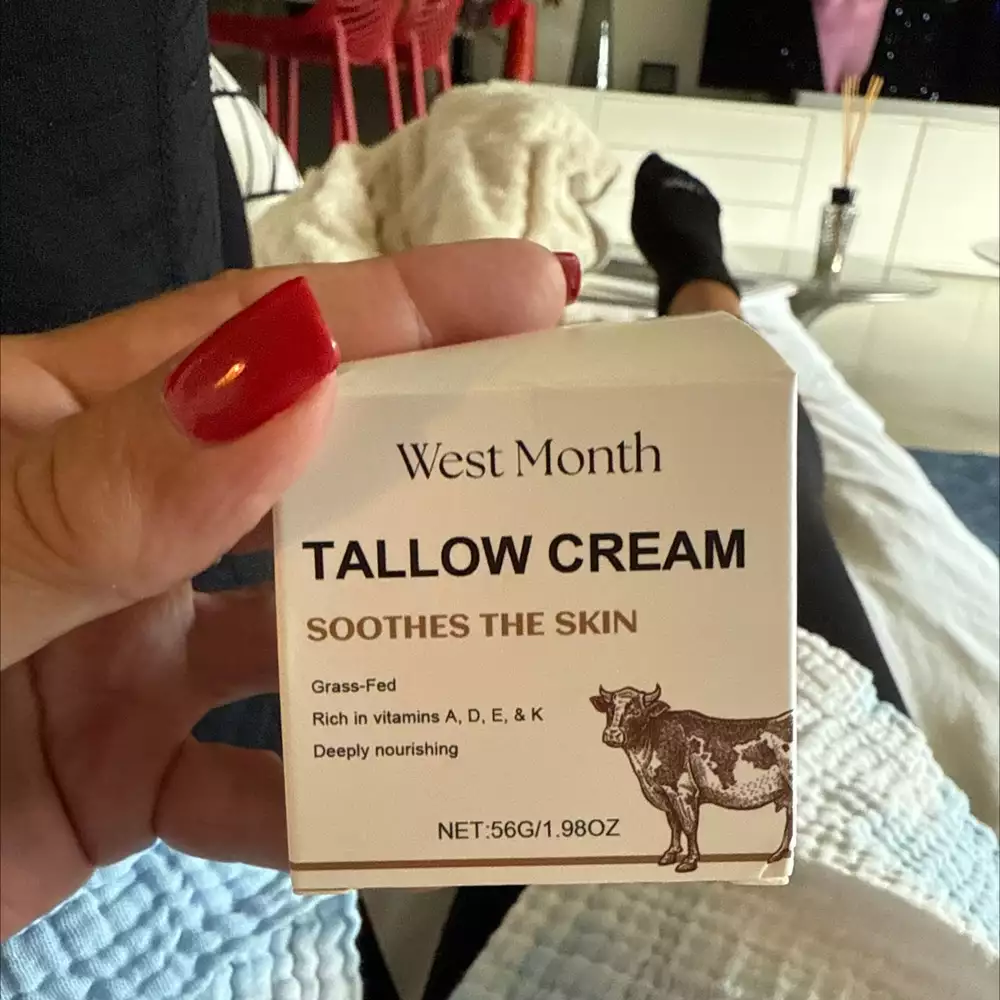 West Month
TALLOW CREAM
SOOTHES THE SKIN
Grass-Fed
Rich in vitamins A, D, E, & K
Deeply nourishing
NET:56G/1.98OZ